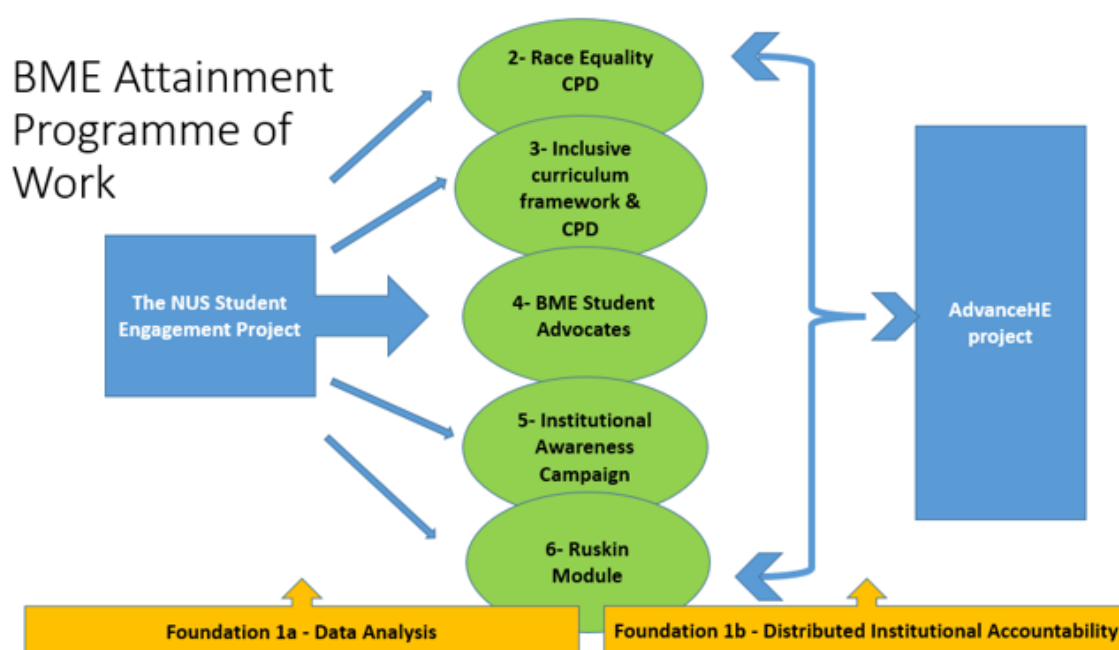 BME Attainment
Programme of
Work
The NUS Student
Engagement Project
2- Race Equality
CPD
3- Inclusive
curriculum
framework &
CPD
4- BME Student
Advocates
5- Institutional
Awareness
Campaign
6- Ruskin
Module
AdvanceHE
project
Foundation 1a - Data Analysis
Foundation 1b - Distributed Institutional Accountability